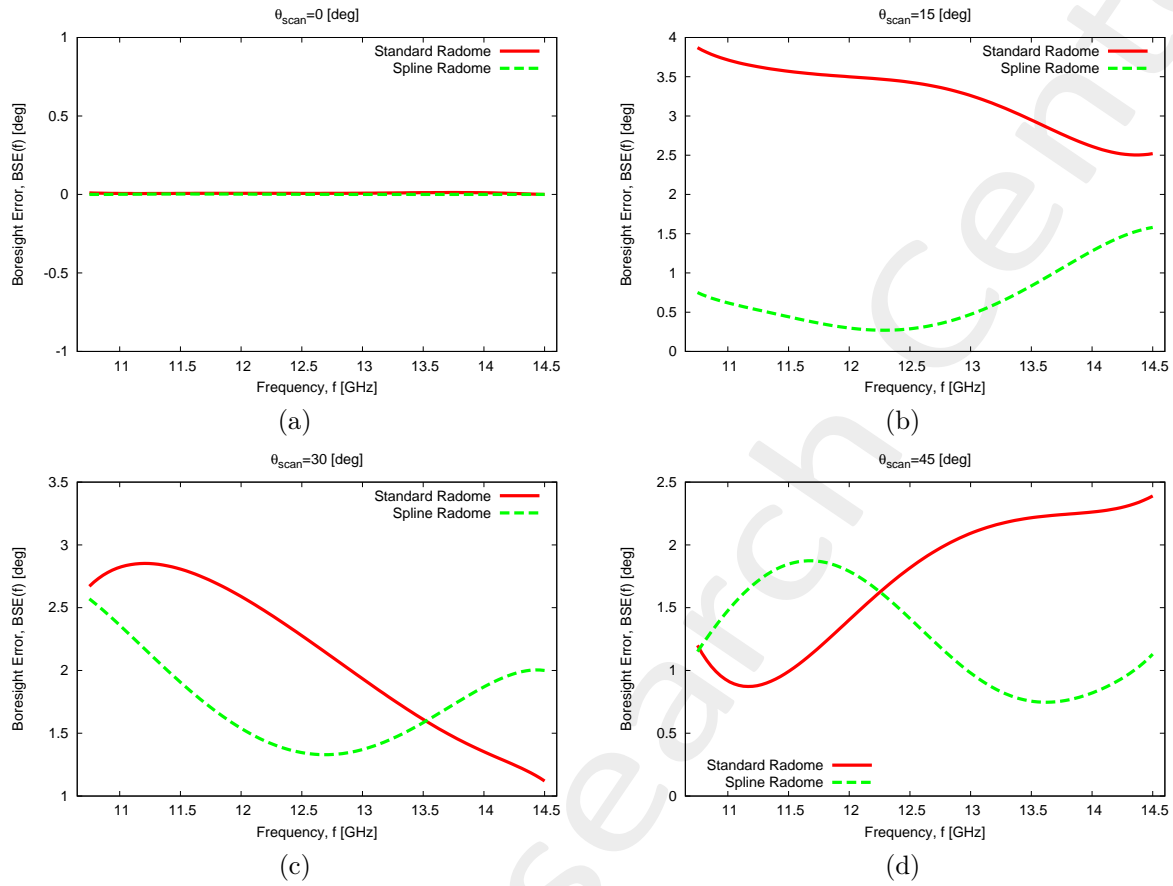 θscan=0 [deg]
Boresight Error, BSE(f) [deg]
1
0.5
0
-0.5
-1
Standard Radome
Spline Radome
11 11.5 12 12.5 13 13.5 14 14.5
Frequency, f [GHz]
(a)
θscan=15 [deg]
Boresight Error, BSE(f) [deg]
4
3.5
3
2.5
2
1.5
1
0.5
0
Standard Radome
Spline Radome
11 11.5 12 12.5 13 13.5 14 14.5
Frequency, f [GHz]
(b)
θscan=30 [deg]
Boresight Error, BSE(f) [deg]
3.5
3
2.5
2
1.5
1
Standard Radome
Spline Radome
11 11.5 12 12.5 13 13.5 14 14.5
Frequency, f [GHz]
(c)
θscan=45 [deg]
Boresight Error, BSE(f) [deg]
2.5
2
1.5
1
0.5
0
Standard Radome
Spline Radome
11 11.5 12 12.5 13 13.5 14 14.5
Frequency, f [GHz]
(d)
search Cent